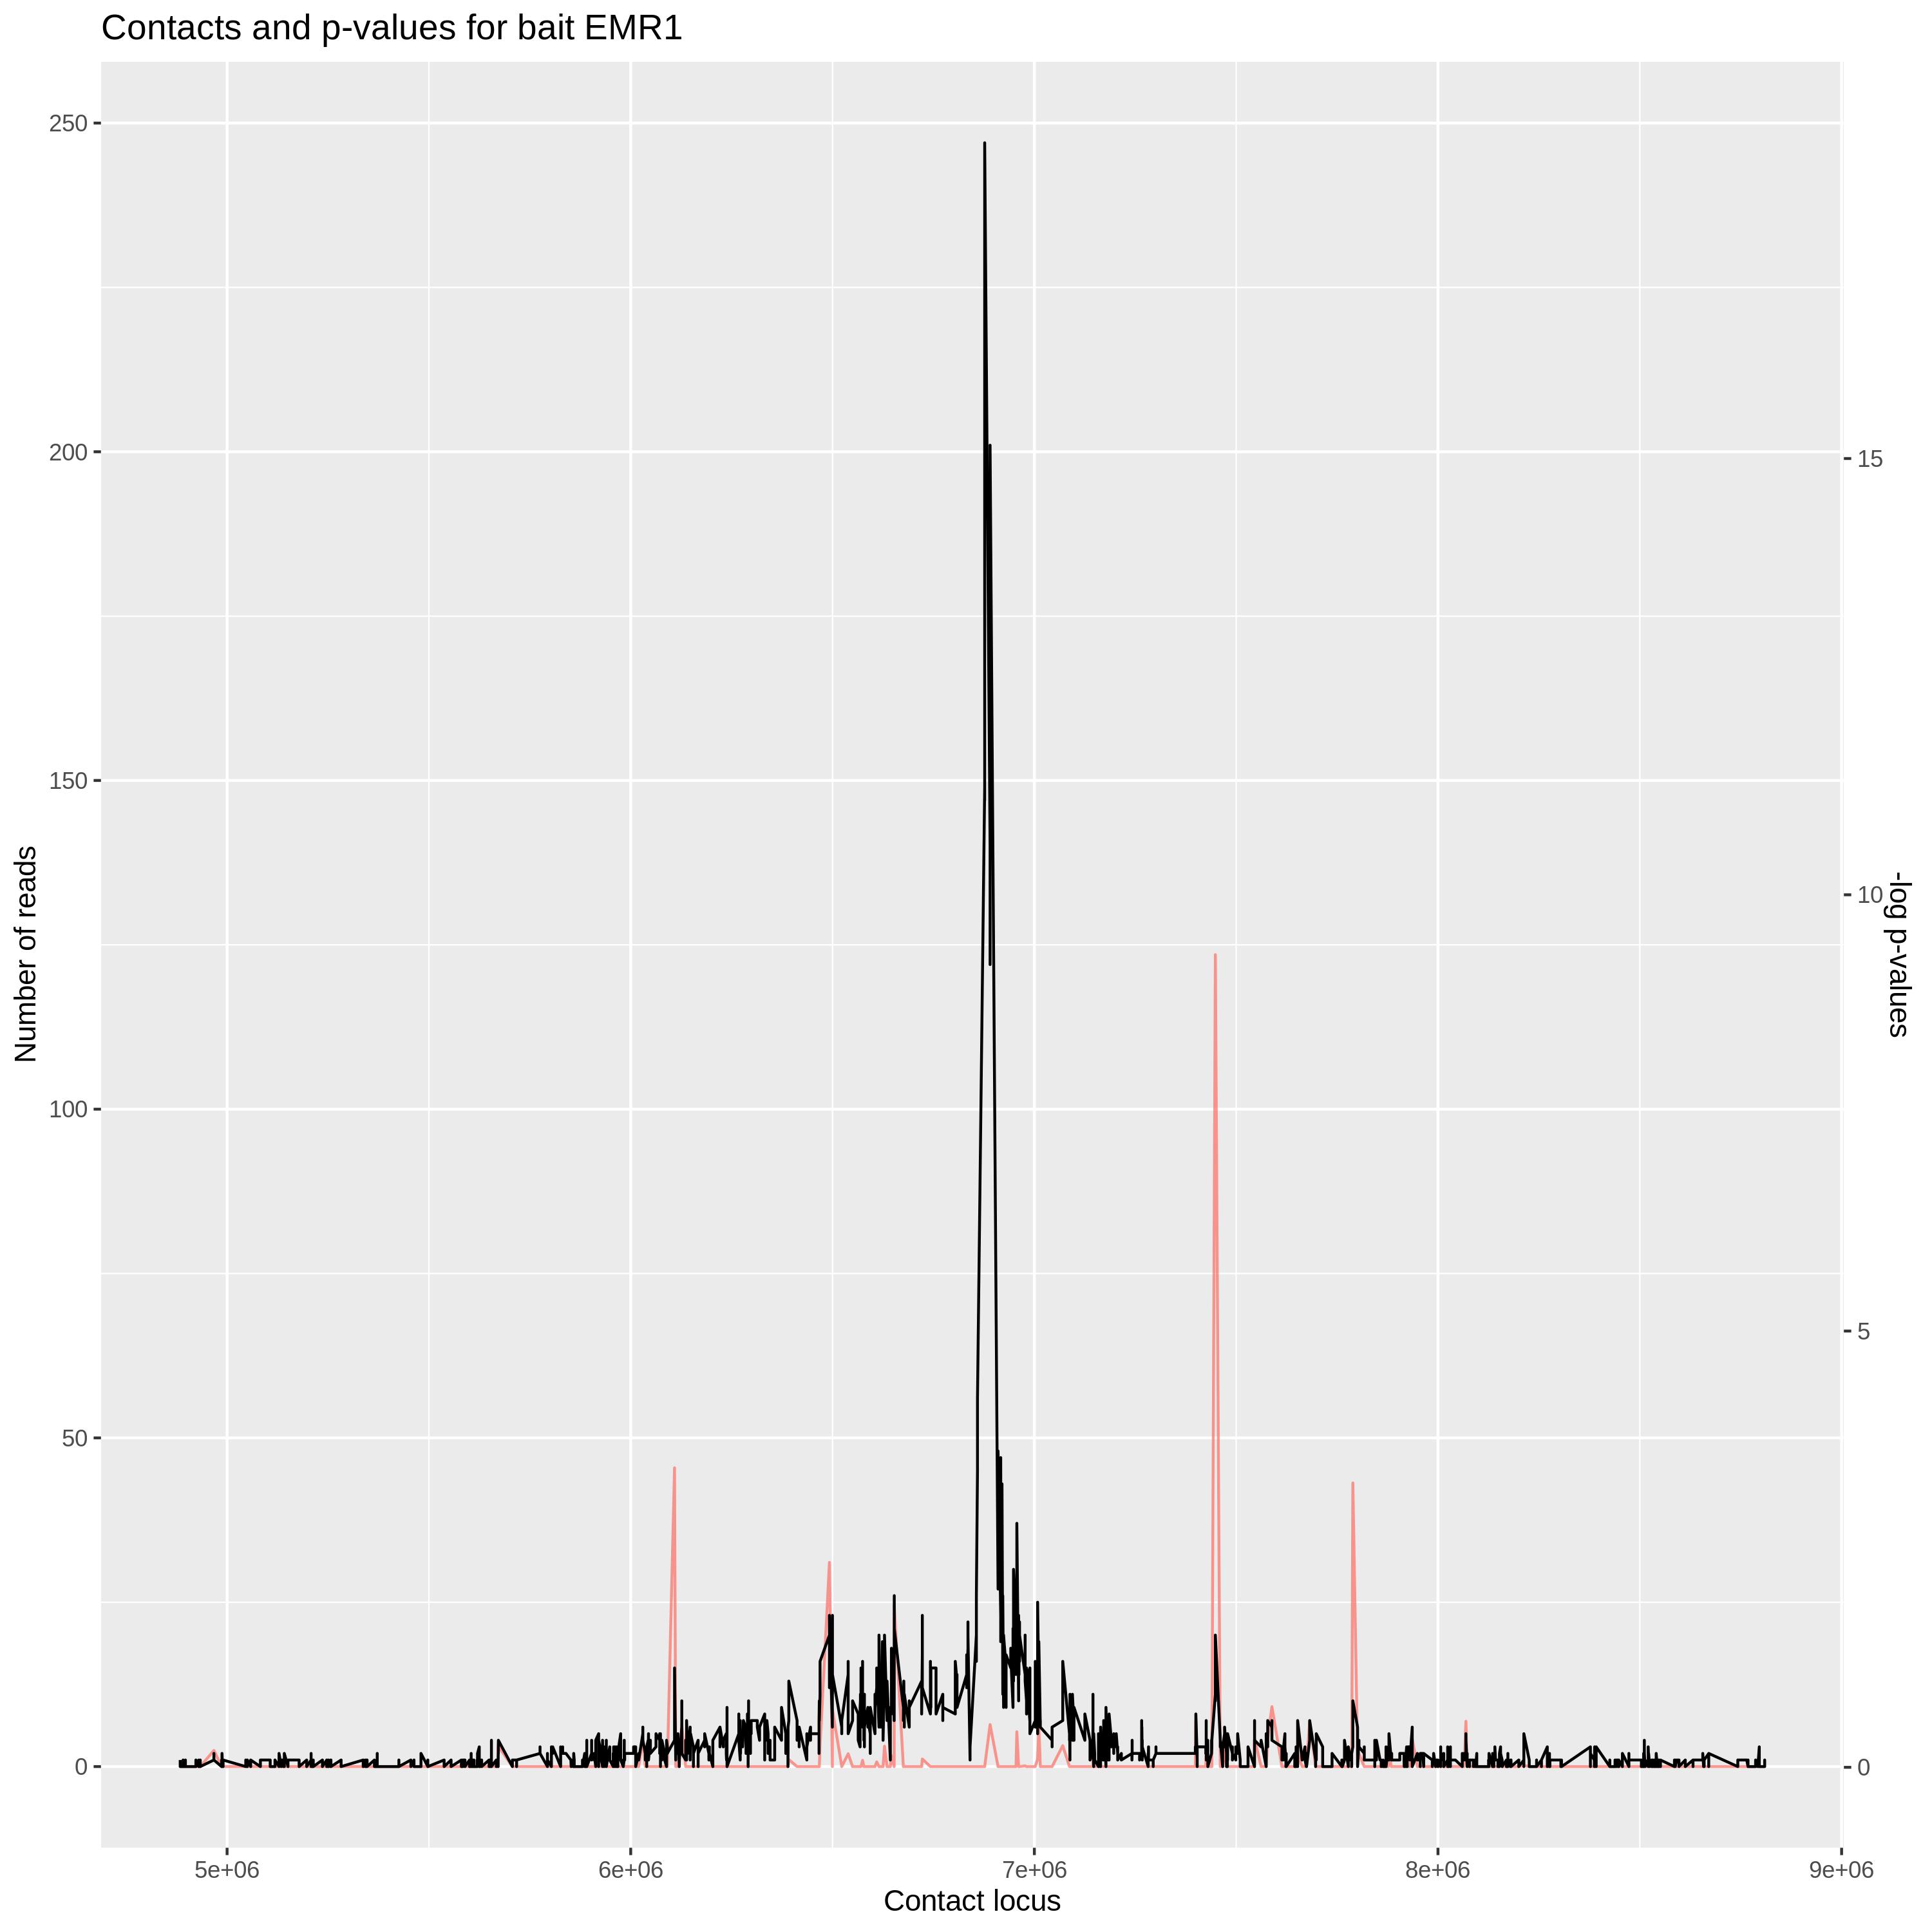 Contacts and p-values for bait EMR1
250
200
150
100
50
0
Number of reads
15
10
5
0
-log p-values
5e+06
6e+06
7e+06
8e+06
9e+06
Contact locus